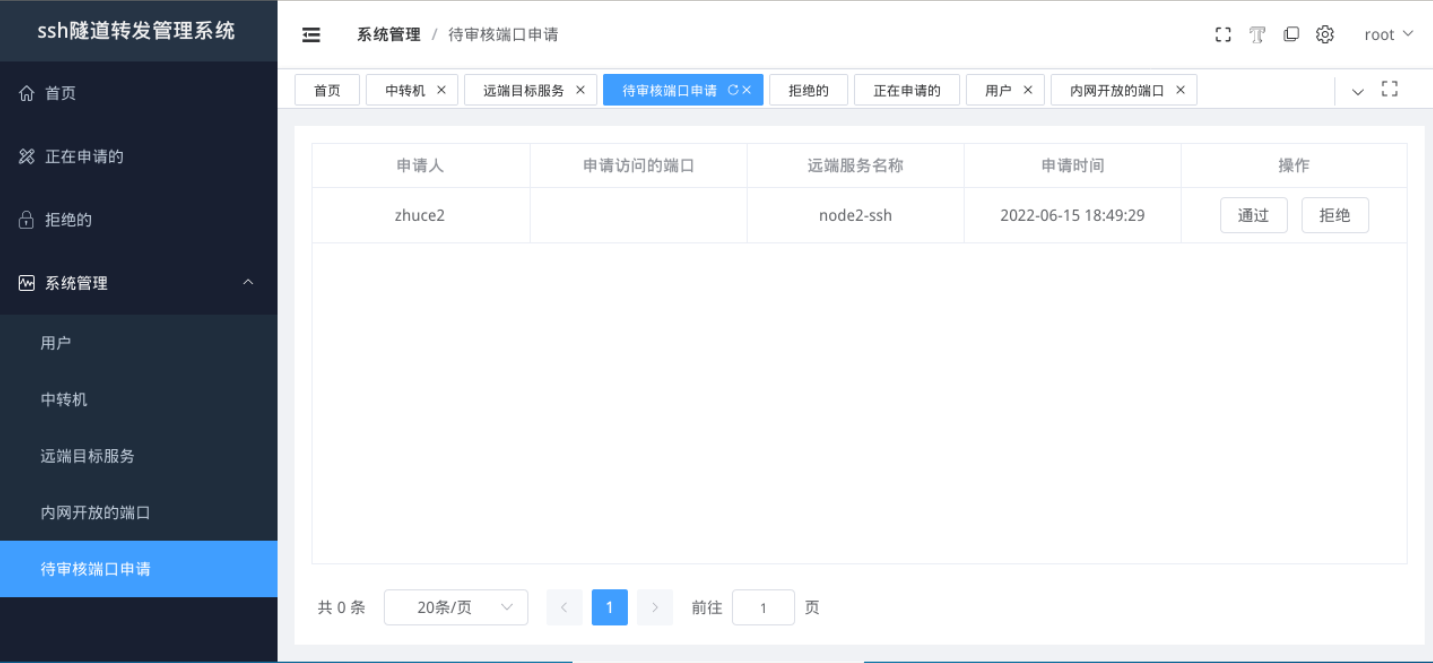 ssh隧道转发管理系统
系统管理 / 待审核端口申请
root
首页
正在申请的
拒绝的
系统管理
用户
中转机
远端目标服务
内网开放的端口
待审核端口申请
首页 中转机 × 远端目标服务 × 待审核端口申请 × 拒绝的 正在申请的 用户 × 内网开放的端口 ×
申请人 申请访问的端口 远端服务名称 申请时间 操作
zhuce2 node2-ssh 2022-06-15 18:49:29 通过 拒绝
共 0 条 20条/页 < 1 > 前往 1 页